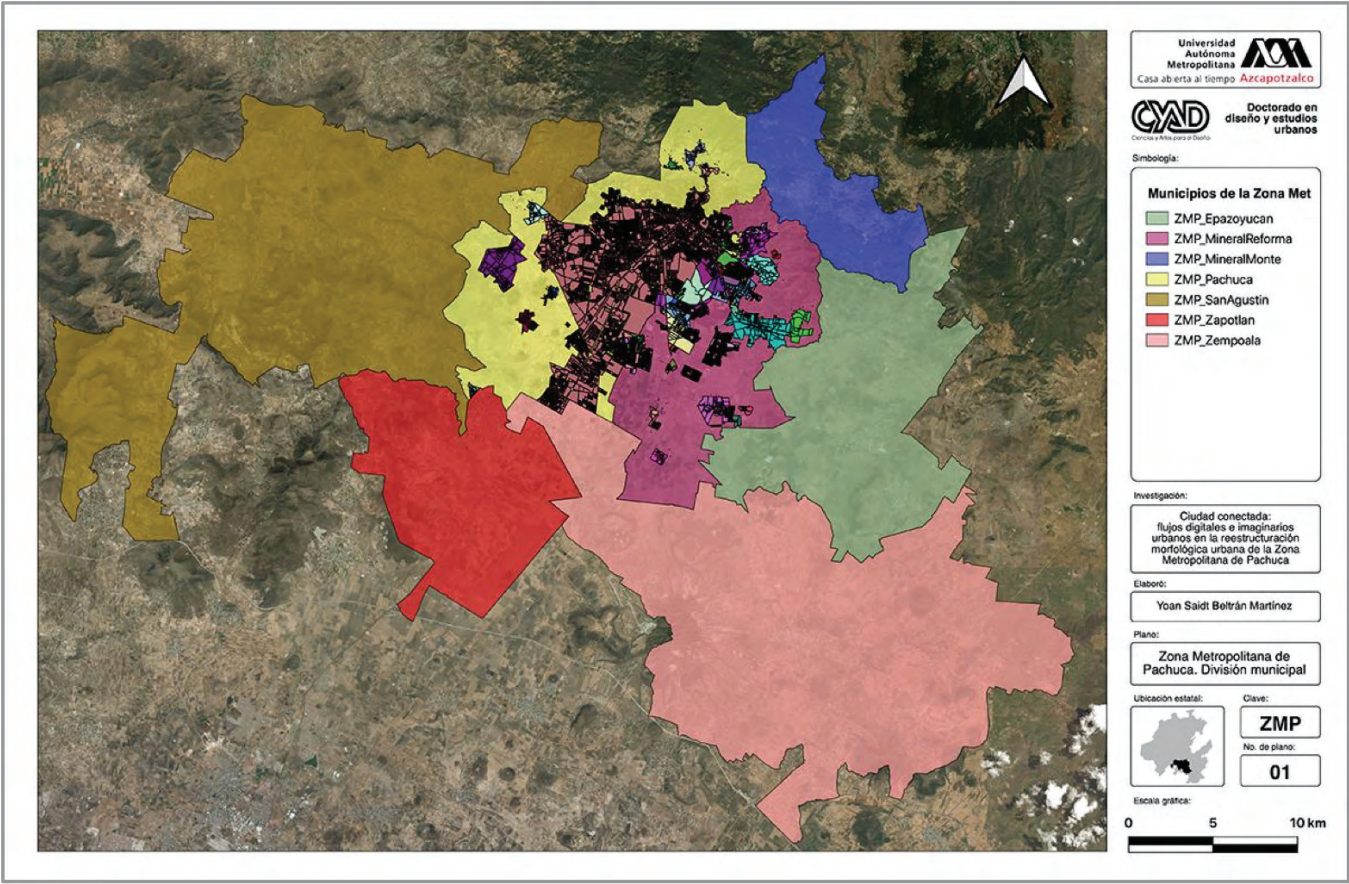 Universidad
Autónoma
Metropolitana
Casa abierta al tiempo Azcapotzalco
CYAD
Ciencias y Artes para el Diseño
Doctorado en
diseño y estudios
urbanos
Simbología:
Municipios de la Zona Met
ZMP_Epazoyucan
ZMP_MineralReforma
ZMP_MineralMonte
ZMP_Pachuca
ZMP_SanAgustin
ZMP_Zapotlan
ZMP_Zempoala
Investigación:
Ciudad conectada:
flujos digitales e imaginarios
urbanos en la reestructuración
morfológica urbana de la Zona
Metropolitana de Pachuca
Elaboró:
Yoan Saidt Beltrán Martínez
Plano:
Zona Metropolitana de
Pachuca. División municipal
Ubicación estatal:
Clave:
ZMP
No. de plano:
01
Escala gráfica:
0 5 10 km